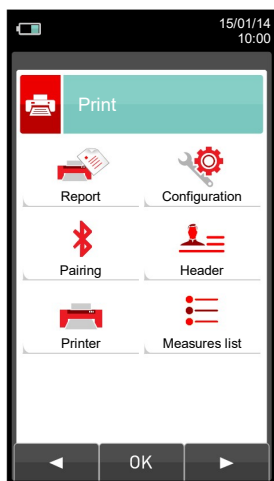 15/01/14
10:00
Print
Report
Configuration
Pairing
Header
Printer
Measures list
OK